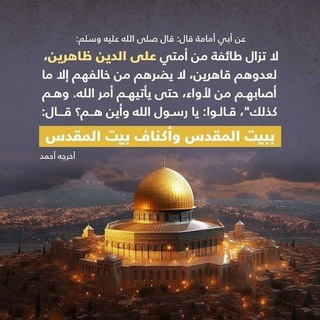 عن أبي أمامة قال: قال صلى الله عليه وسلم:
لا تزال طائفة من أمتي على الدين ظاهرين،
لعدوهم قاهرين، لا يضرهم من خالفهم إلا ما
أصابهم من لأواء، حتى يأتيهم أمر الله. وهم
كذلك"، قالوا: يا رسول الله وأين هم؟ قال:
ببيت المقدس وأكناف بيت المقدس
أخرجه أحمد